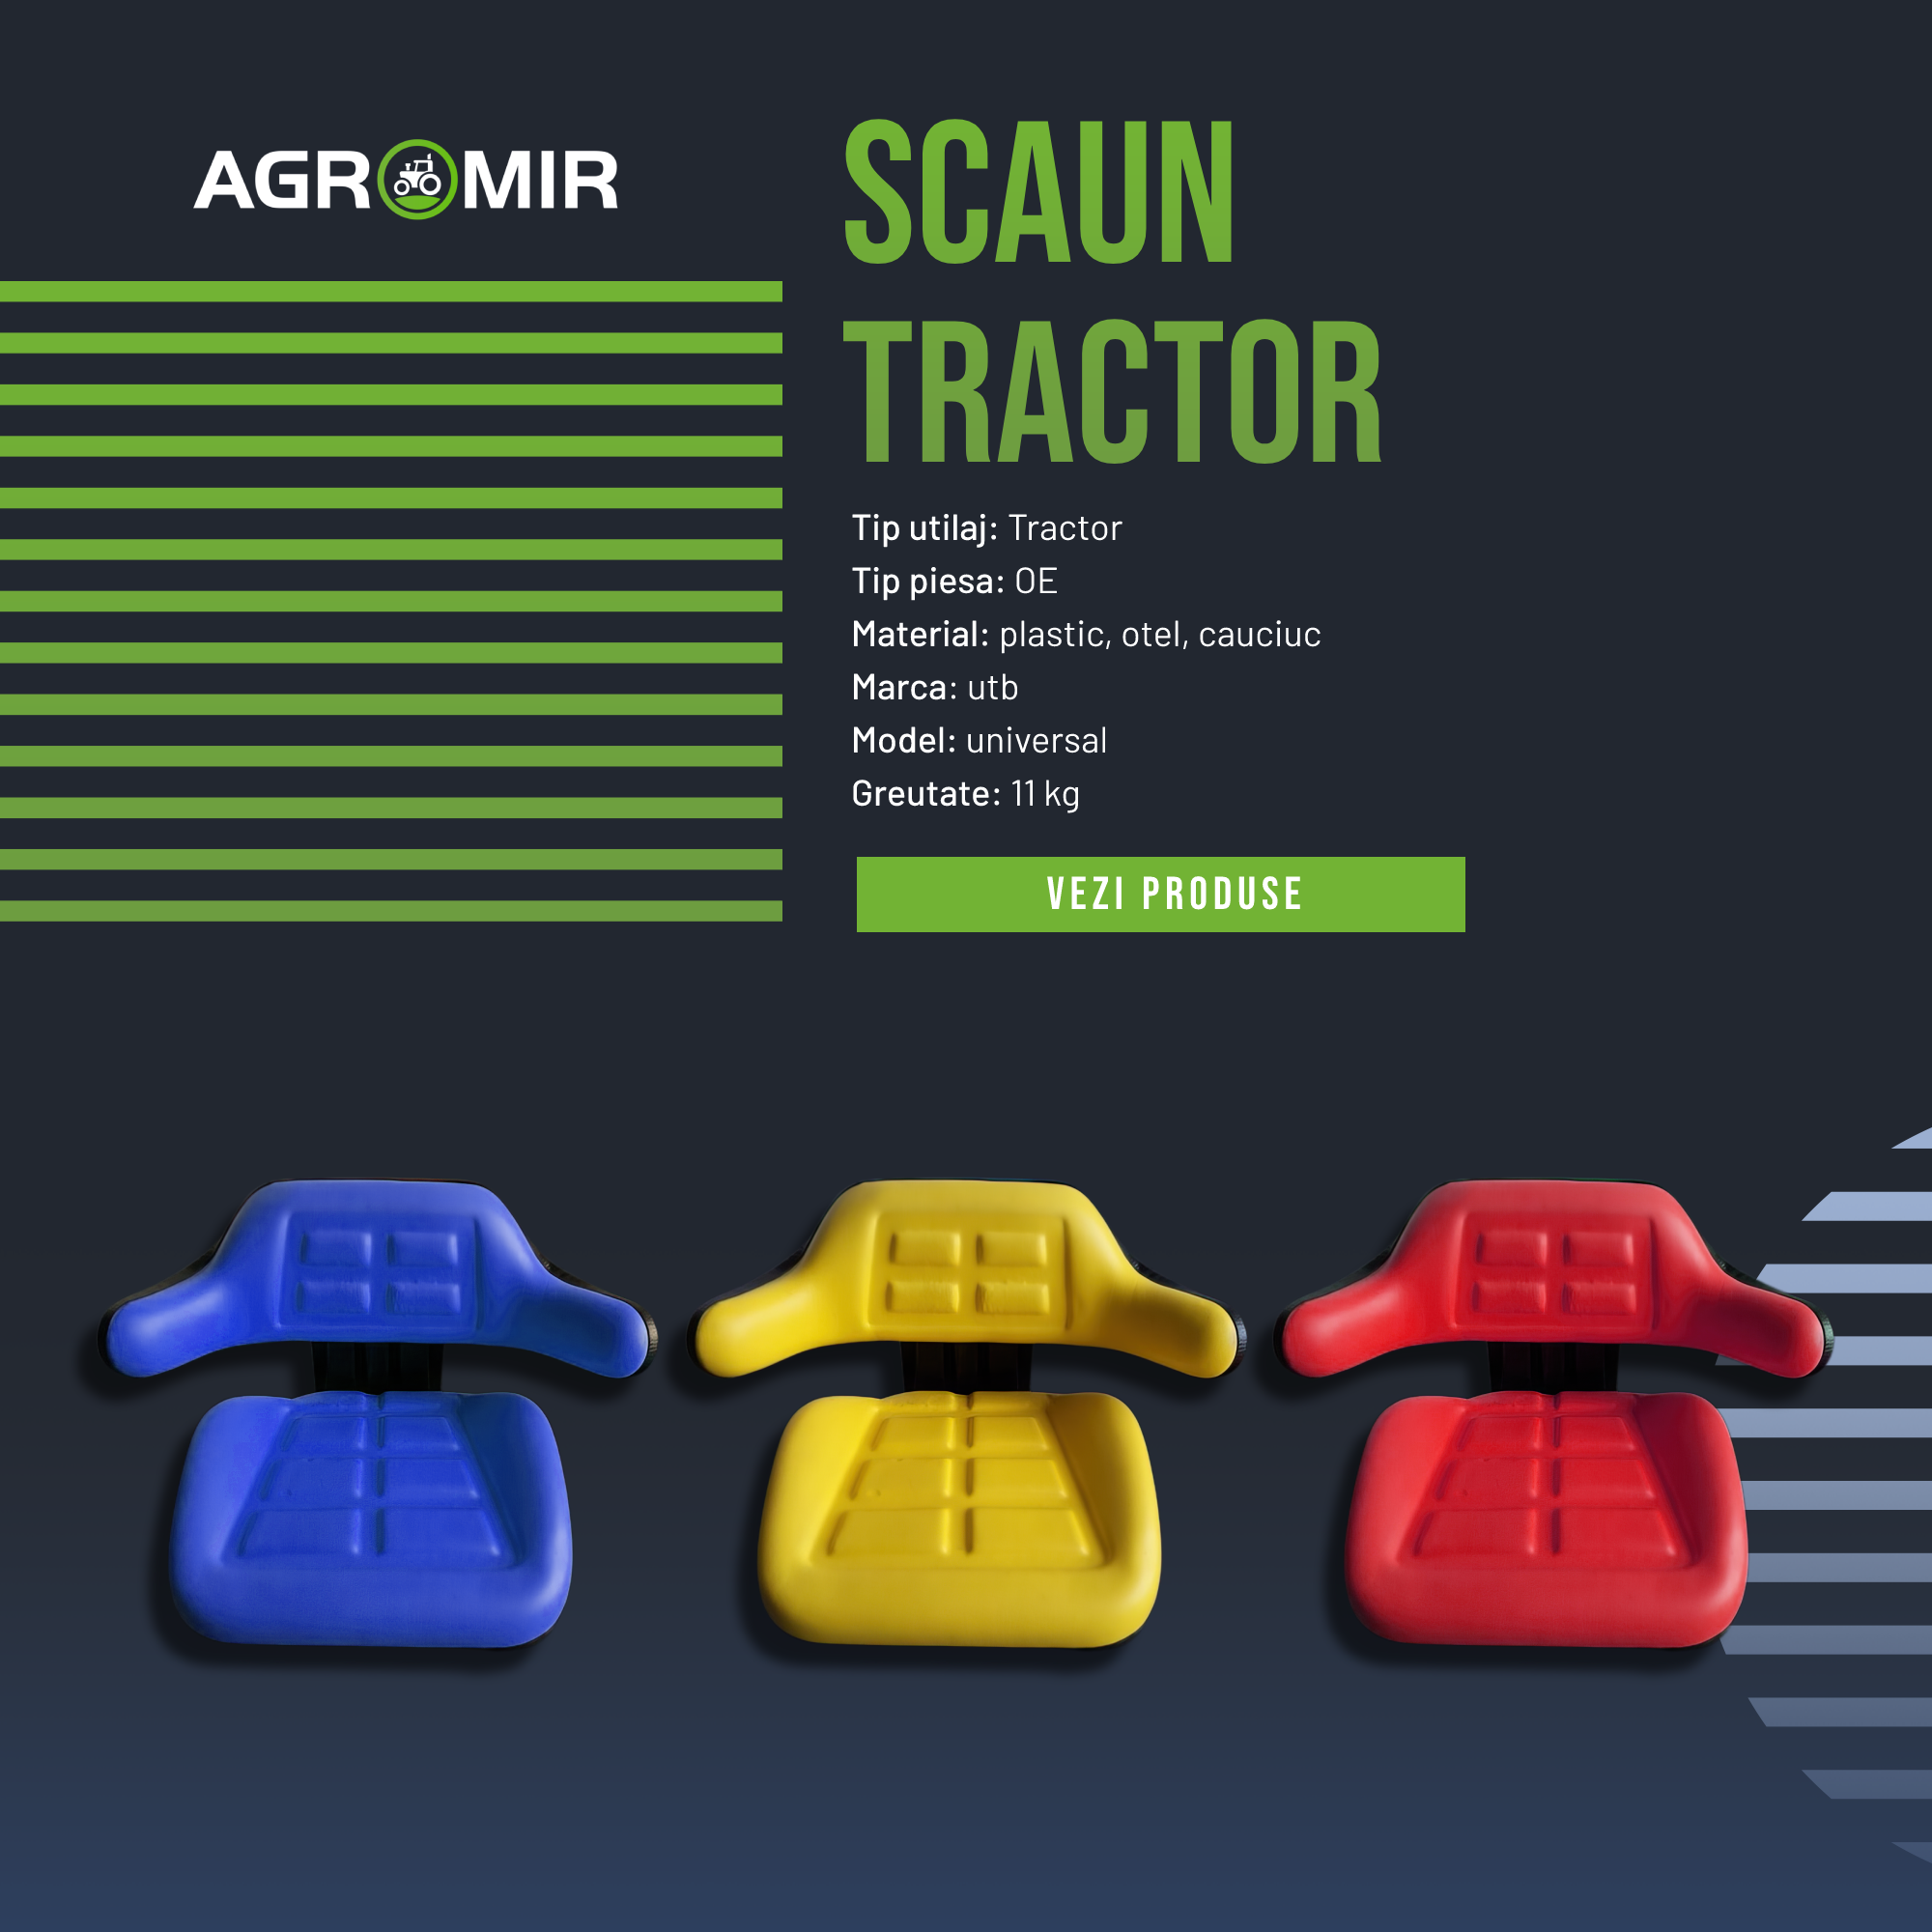 AGROMIR
SCAUN
TRACTOR
Tip utilaj: Tractor
Tip piesa: OE
Material: plastic, otel, cauciuc
Marca: utb
Model: universal
Greutate: 11 kg
VEZI PRODUSE